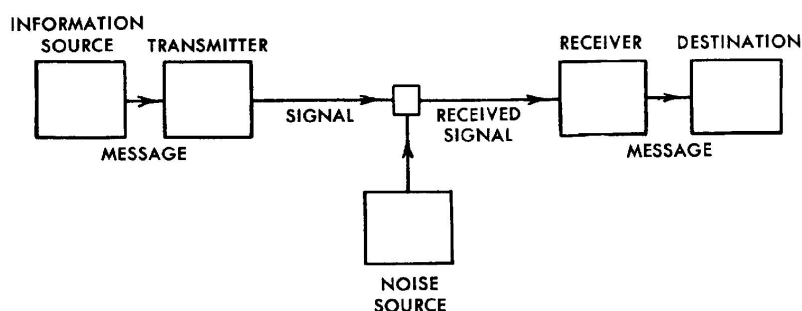 INFORMATION
SOURCE
TRANSMITTER
RECEIVER
DESTINATION
SIGNAL
RECEIVED
SIGNAL
MESSAGE
MESSAGE
NOISE
SOURCE